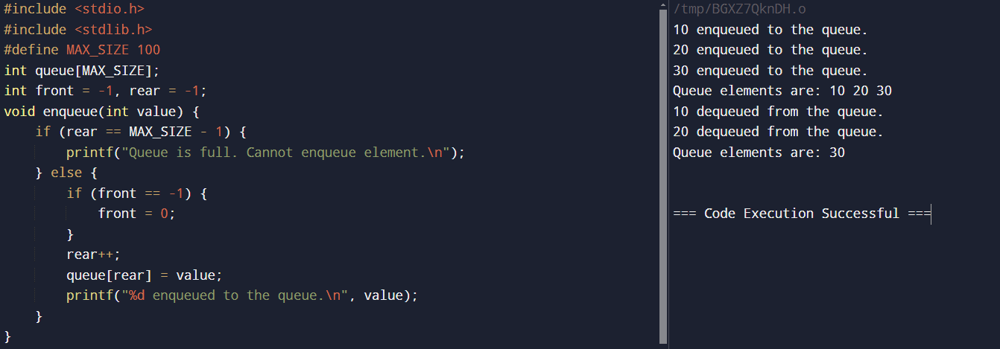 #include <stdio.h>
#include <stdlib.h>
#define MAX_SIZE 100
int queue[MAX_SIZE];
int front = -1, rear = -1;
void enqueue(int value) {
    if (rear == MAX_SIZE - 1) {
        printf("Queue is full. Cannot enqueue element.\n");
    } else {
        if (front == -1) {
            front = 0;
        }
        rear++;
        queue[rear] = value;
        printf("%d enqueued to the queue.\n", value);
    }
}
/tmp/BGXZ7QknDH.o
10 enqueued to the queue.
20 enqueued to the queue.
30 enqueued to the queue.
Queue elements are: 10 20 30
10 dequeued from the queue.
20 dequeued from the queue.
Queue elements are: 30
=== Code Execution Successful ===